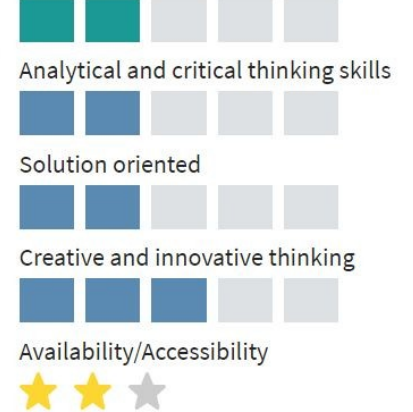 Analytical and critical thinking skills
Solution oriented
Creative and innovative thinking
Availability/Accessibility